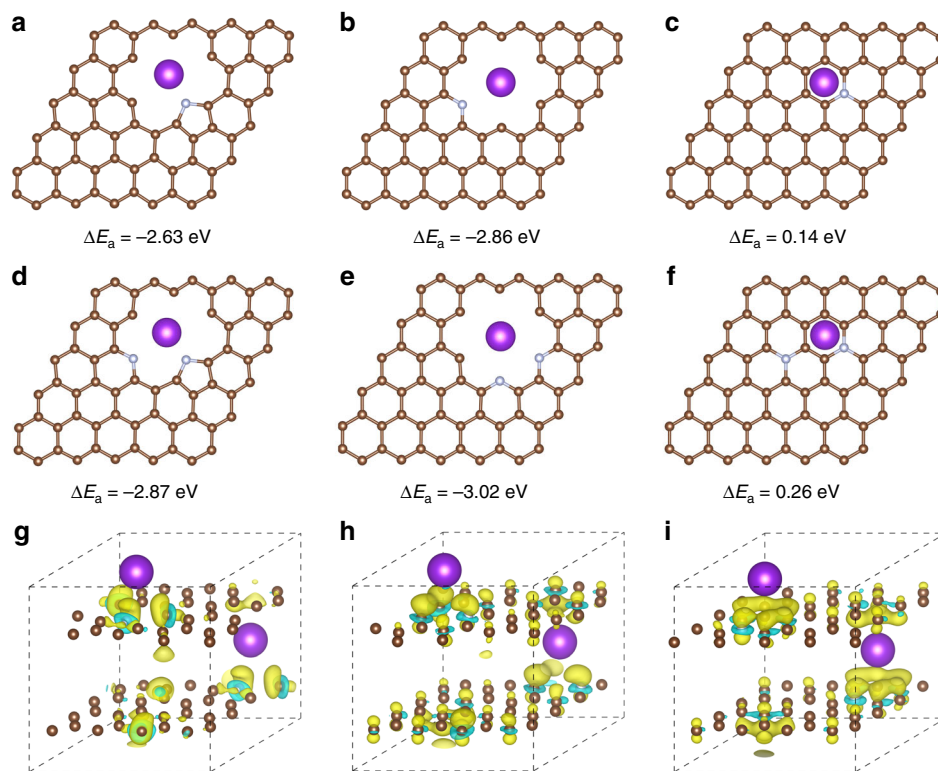 a b c
ΔEa = –2.63 eV ΔEa = –2.86 eV ΔEa = 0.14 eV
d e f
ΔEa = –2.87 eV ΔEa = –3.02 eV ΔEa = 0.26 eV
g h i